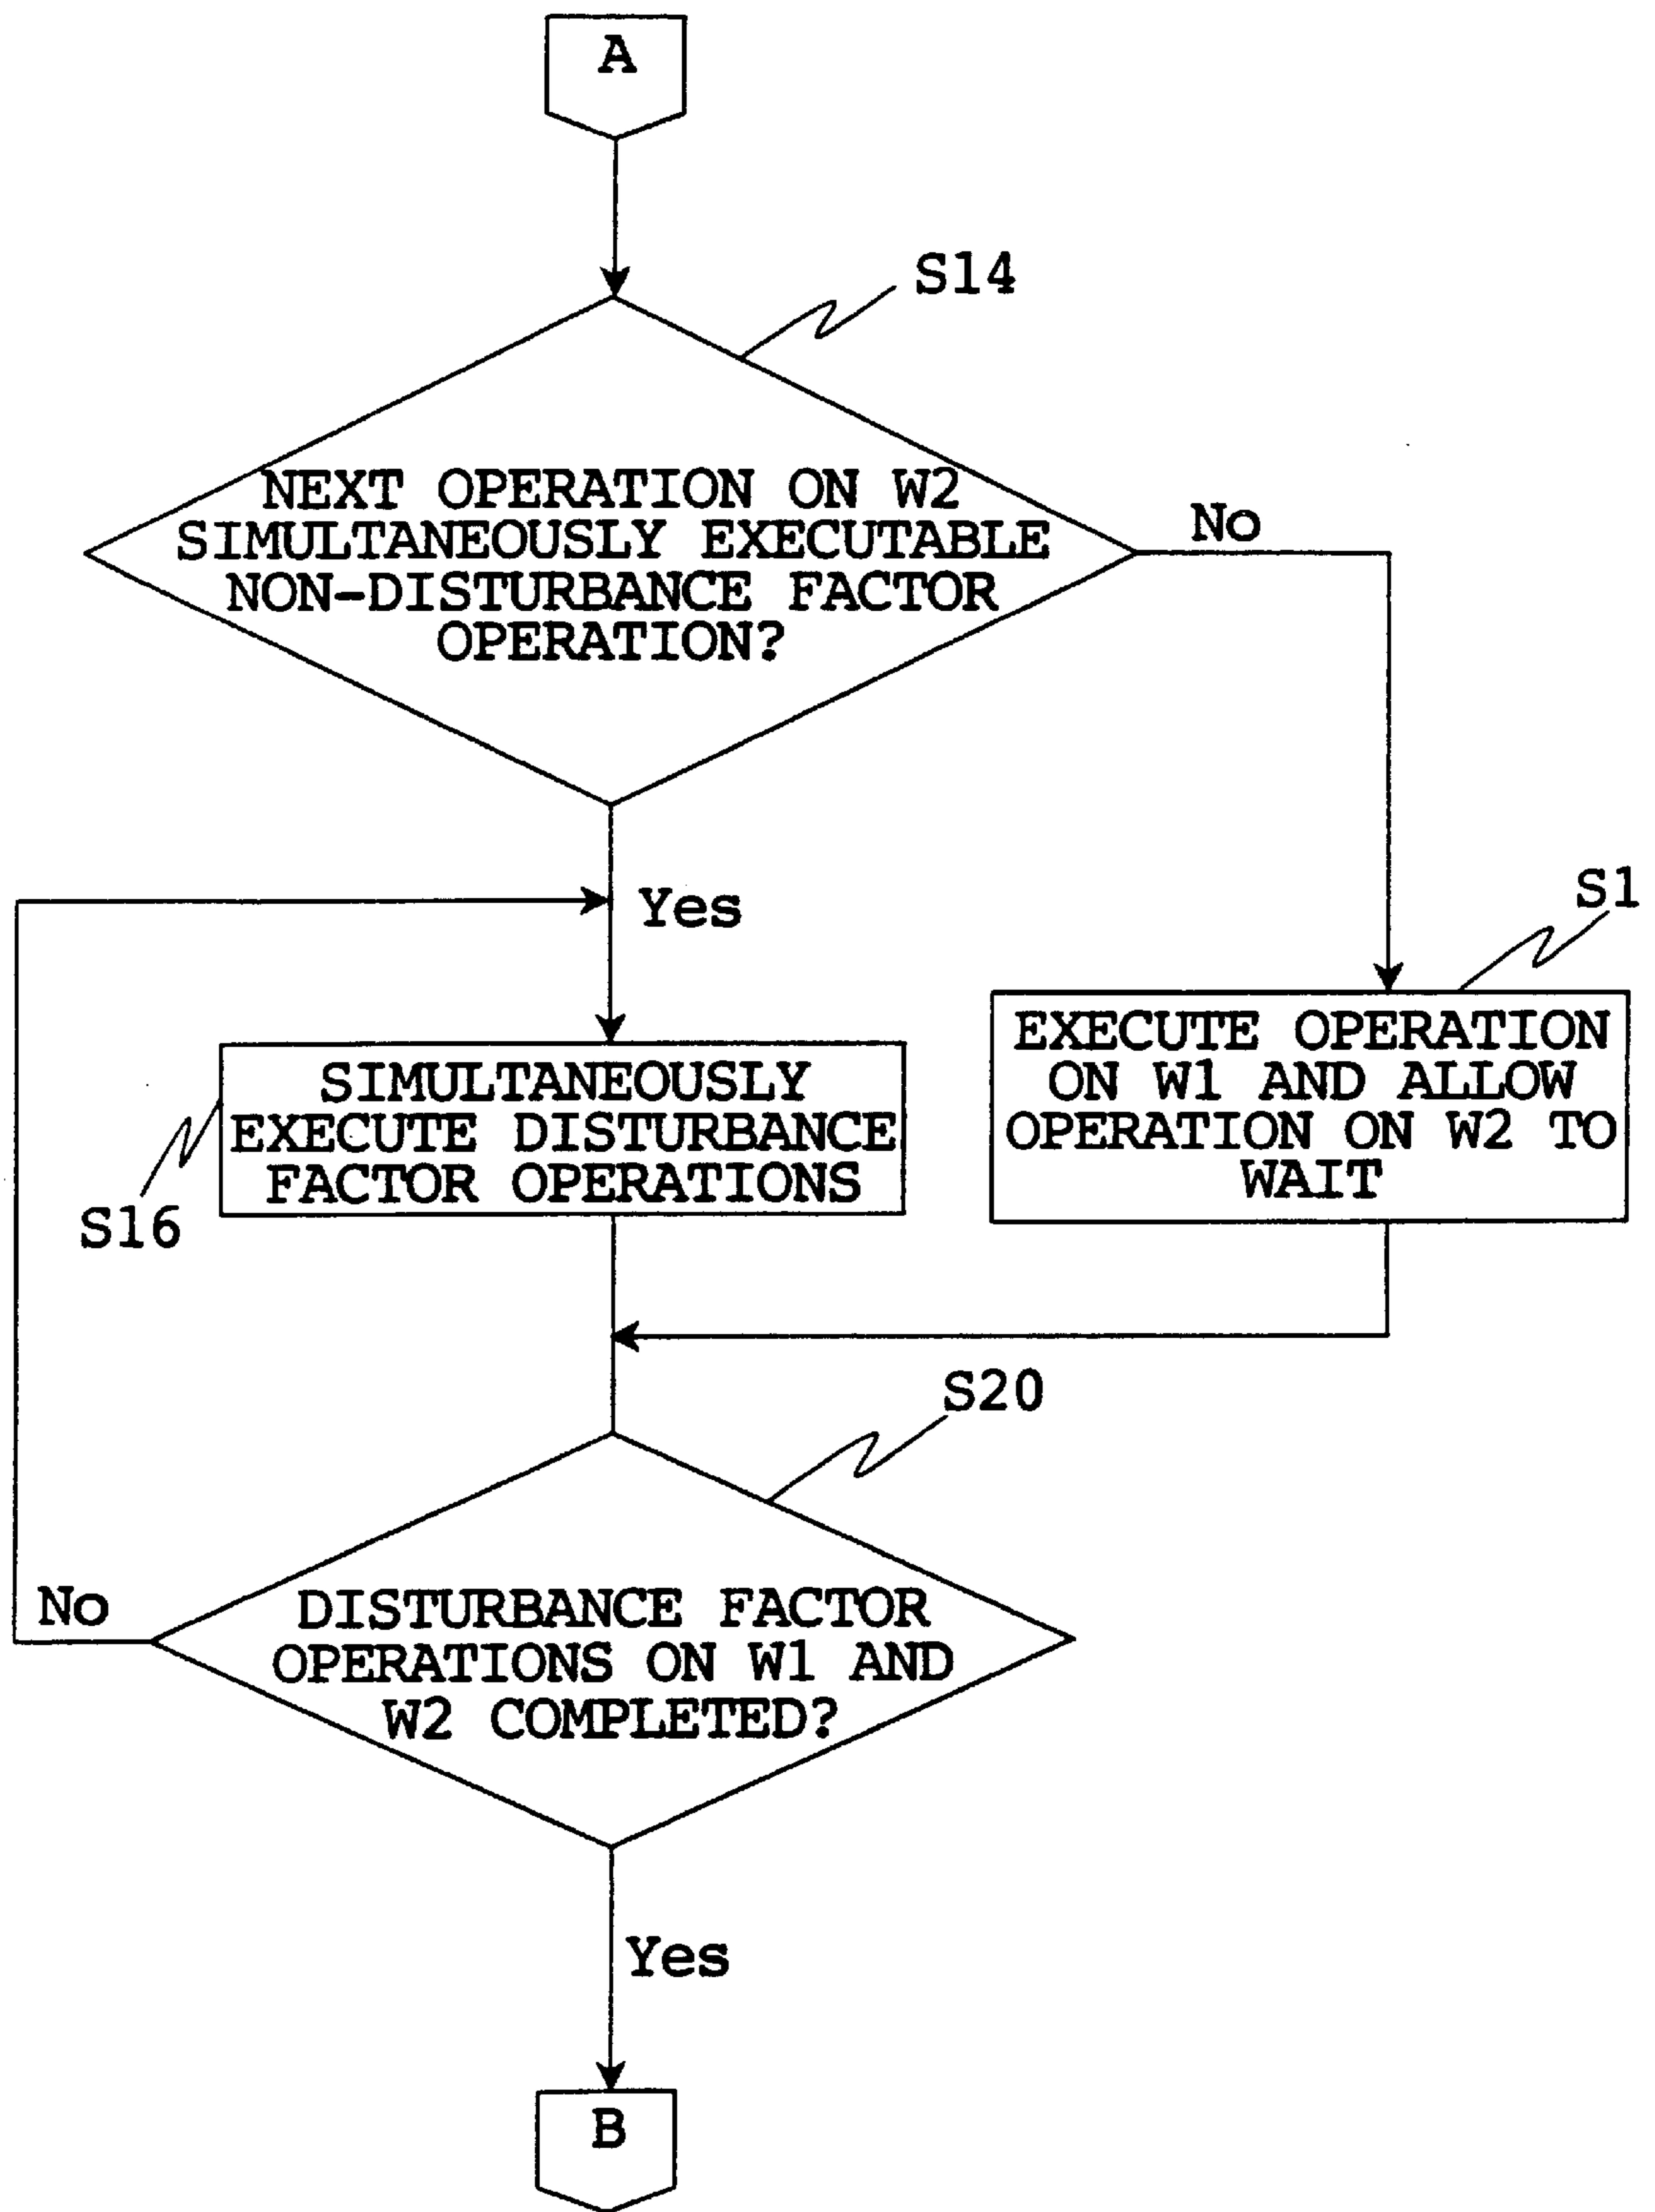 A
S14
NEXT OPERATION ON W2
SIMULTANEOUSLY EXECUTABLE
NON-DISTURBANCE FACTOR
OPERATION?
No
Yes
S1
SIMULTANEOUSLY
EXECUTE DISTURBANCE
FACTOR OPERATIONS
S16
EXECUTE OPERATION
ON W1 AND ALLOW
OPERATION ON W2 TO
WAIT
S20
No
DISTURBANCE FACTOR
OPERATIONS ON W1 AND
W2 COMPLETED?
Yes
B